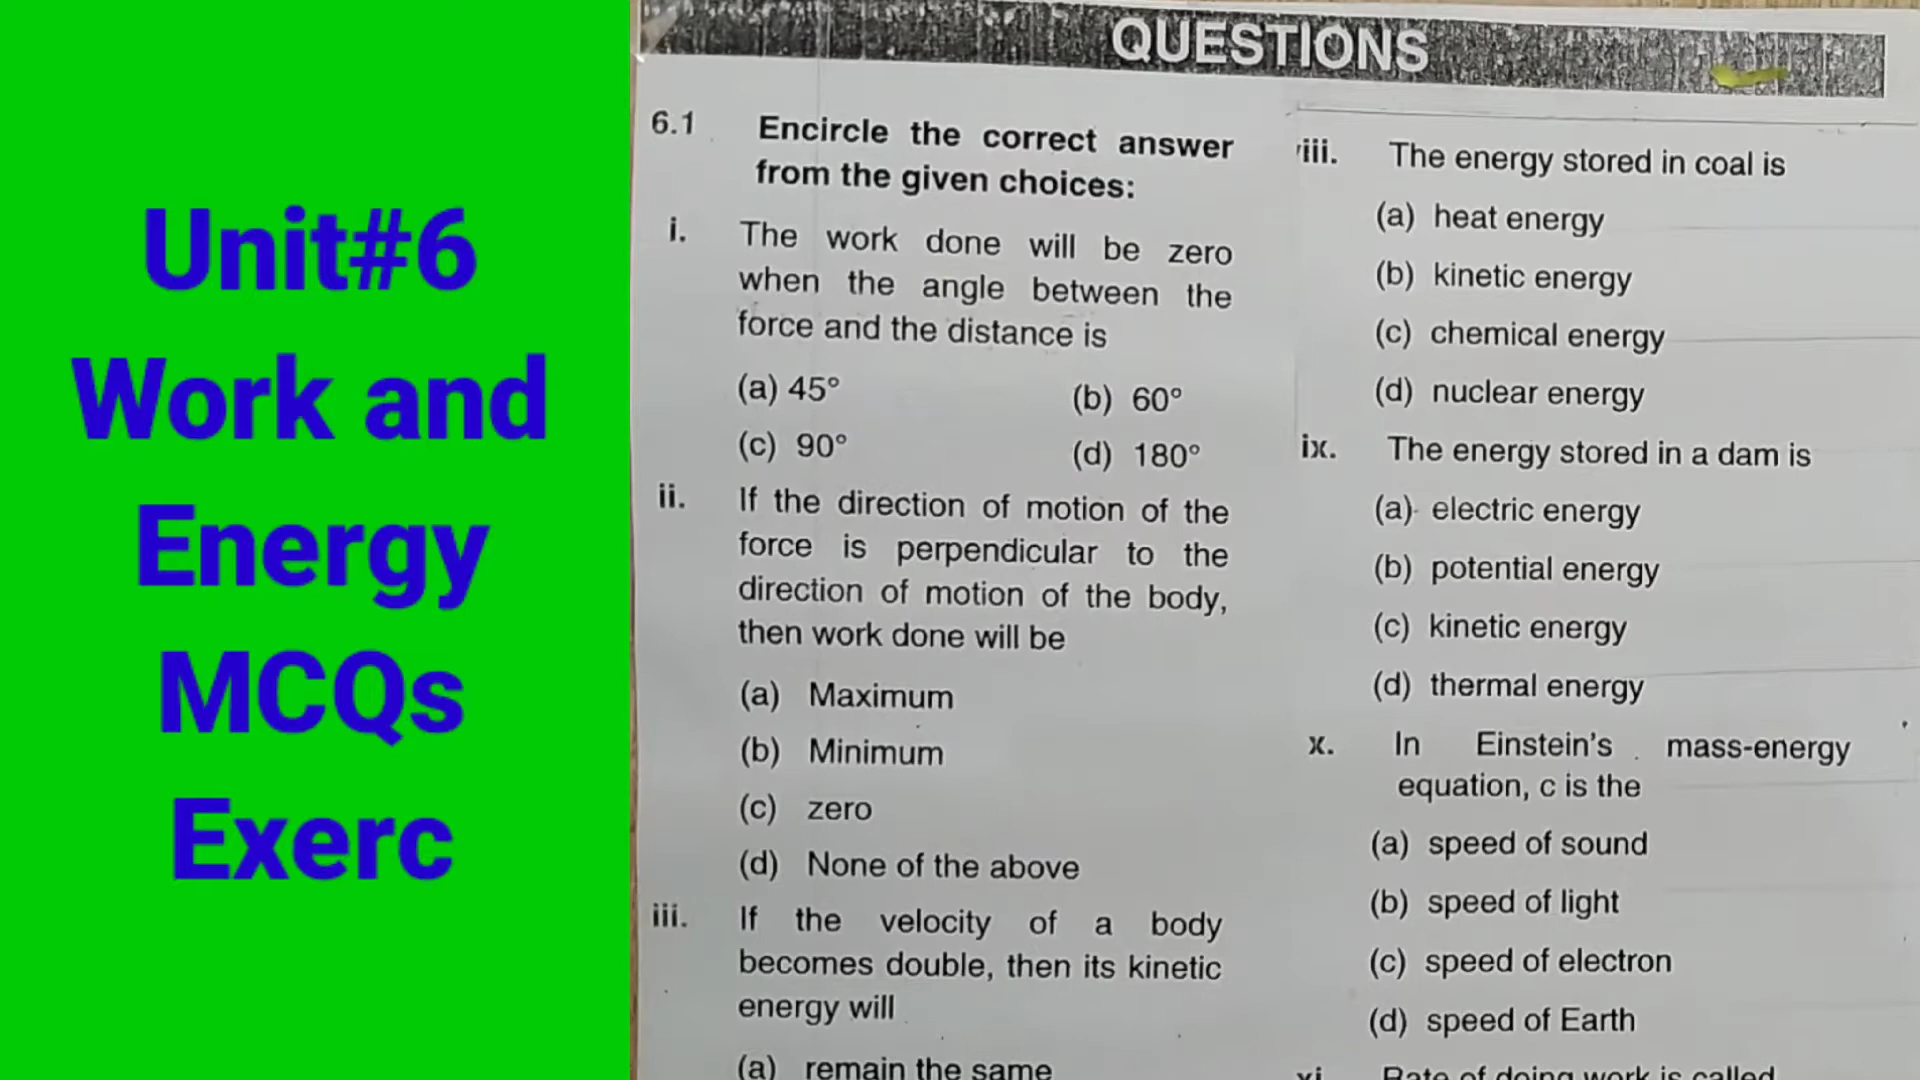 Unit#6
Work and
Energy
MCQs
Exerc
QUESTIONS
6.1 Encircle the correct answer
from the given choices:
i. The work done will be zero
when the angle between the
force and the distance is
(a) 45° (b) 60°
(c) 90° (d) 180°
ii. If the direction of motion of the
force is perpendicular to the
direction of motion of the body,
then work done will be
(a) Maximum
(b) Minimum
(c) zero
(d) None of the above
iii. If the velocity of a body
becomes double, then its kinetic
energy will
(a) remain the same
viii. The energy stored in coal is
(a) heat energy
(b) kinetic energy
(c) chemical energy
(d) nuclear energy
ix. The energy stored in a dam is
(a) electric energy
(b) potential energy
(c) kinetic energy
(d) thermal energy
x. In Einstein's mass-energy
equation, c is the
(a) speed of sound
(b) speed of light
(c) speed of electron
(d) speed of Earth
xi. Rate of doing work is called